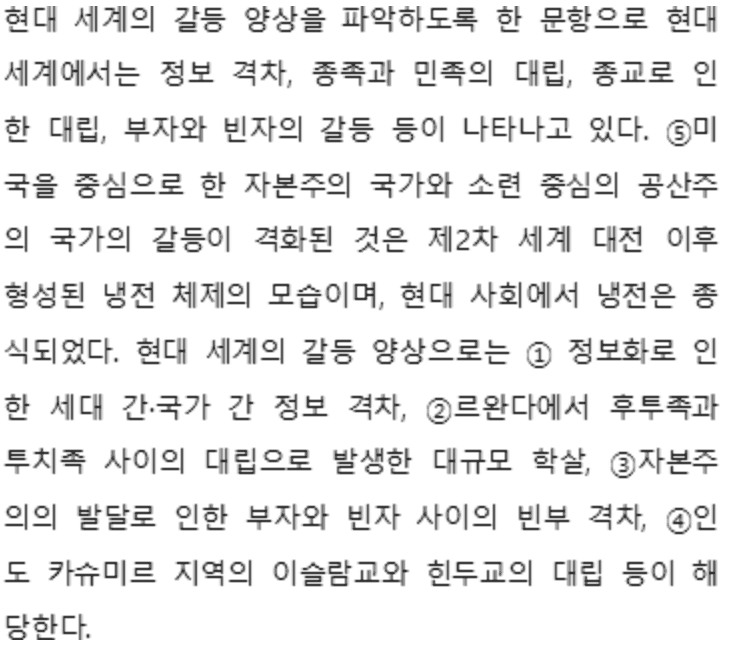 현대 세계의 갈등 양상을 파악하도록 한 문항으로 현대
세계에서는 정보 격차, 종족과 민족의 대립, 종교로 인
한 대립, 부자와 빈자의 갈등 등이 나타나고 있다. ⑤미
국을 중심으로 한 자본주의 국가와 소련 중심의 공산주
의 국가의 갈등이 격화된 것은 제2차 세계 대전 이후
형성된 냉전 체제의 모습이며, 현대 사회에서 냉전은 종
식되었다. 현대 세계의 갈등 양상으로는 ① 정보화로 인
한 세대 간·국가 간 정보 격차, ②르완다에서 후투족과
투치족 사이의 대립으로 발생한 대규모 학살, ③자본주
의의 발달로 인한 부자와 빈자 사이의 빈부 격차, ④인
도 카슈미르 지역의 이슬람교와 힌두교의 대립 등이 해
당한다.